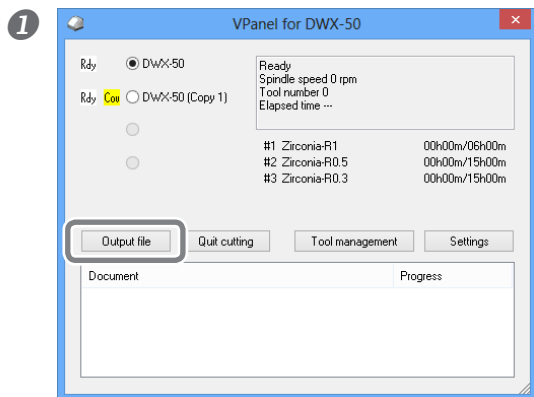 1
VPanel for DWX-50
Rdy DWX-50
Rdy Cov DWX-50 (Copy 1)
Ready
Spindle speed 0 rpm
Tool number 0
Elapsed time ---
#1 Zirconia-R1 00h00m/06h00m
#2 Zirconia-R0.5 00h00m/15h00m
#3 Zirconia-R0.3 00h00m/15h00m
Output file Quit cutting Tool management Settings
Document Progress